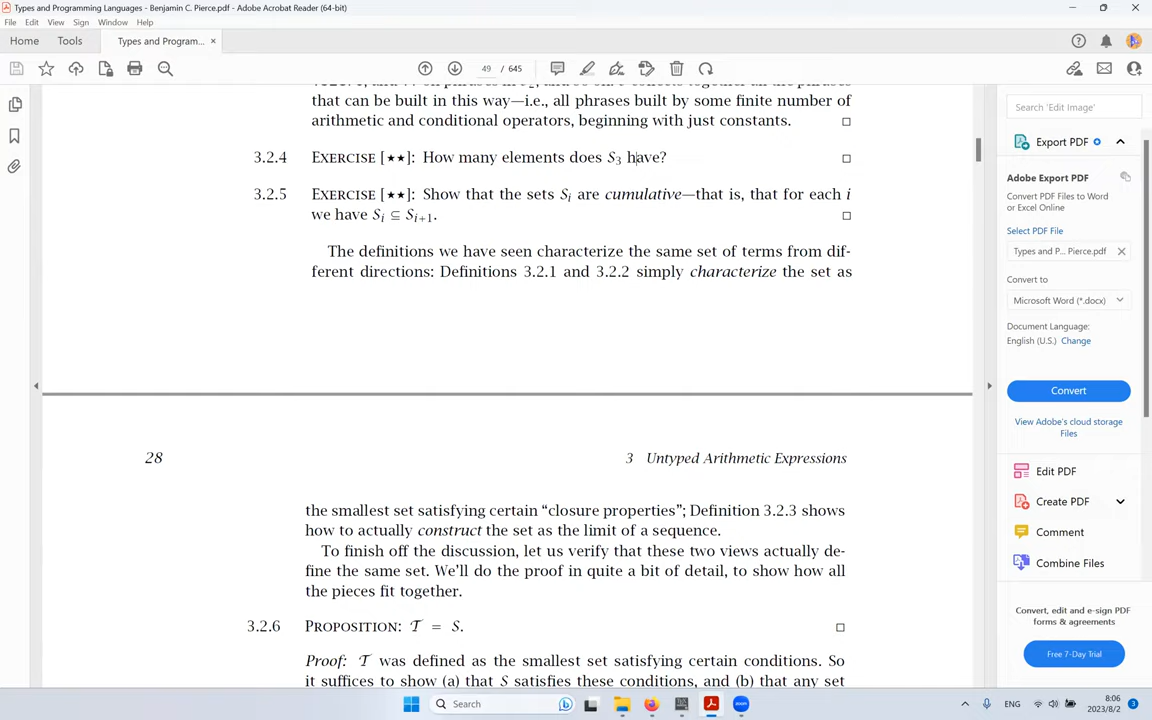 Types and Programming Languages - Benjamin C. Pierce.pdf - Adobe Acrobat Reader (64-bit)
File Edit View Sign Window Help
Home Tools Types and Program... ×
49 / 645
that can be built in this way—i.e., all phrases built by some finite number of
arithmetic and conditional operators, beginning with just constants. □
3.2.4 EXERCISE [★★]: How many elements does S₃ have? □
3.2.5 EXERCISE [★★]: Show that the sets Sᵢ are cumulative—that is, that for each i
we have Sᵢ ⊆ Sᵢ₊₁. □
The definitions we have seen characterize the same set of terms from dif-
ferent directions: Definitions 3.2.1 and 3.2.2 simply characterize the set as
28 3 Untyped Arithmetic Expressions
the smallest set satisfying certain “closure properties”; Definition 3.2.3 shows
how to actually construct the set as the limit of a sequence.
To finish off the discussion, let us verify that these two views actually de-
fine the same set. We’ll do the proof in quite a bit of detail, to show how all
the pieces fit together.
3.2.6 PROPOSITION: T = S. □
Proof: T was defined as the smallest set satisfying certain conditions. So
it suffices to show (a) that S satisfies these conditions, and (b) that any set
Search 'Edit Image'
Export PDF
Adobe Export PDF
Convert PDF Files to Word
or Excel Online
Select PDF File
Types and P... Pierce.pdf ×
Convert to
Microsoft Word (*.docx)
Document Language:
English (U.S.) Change
Convert
View Adobe's cloud storage
Files
Edit PDF
Create PDF
Comment
Combine Files
Convert, edit and e-sign PDF
forms & agreements
Free 7-Day Trial
Search
zoom
ENG
8:06
2023/8/2
3